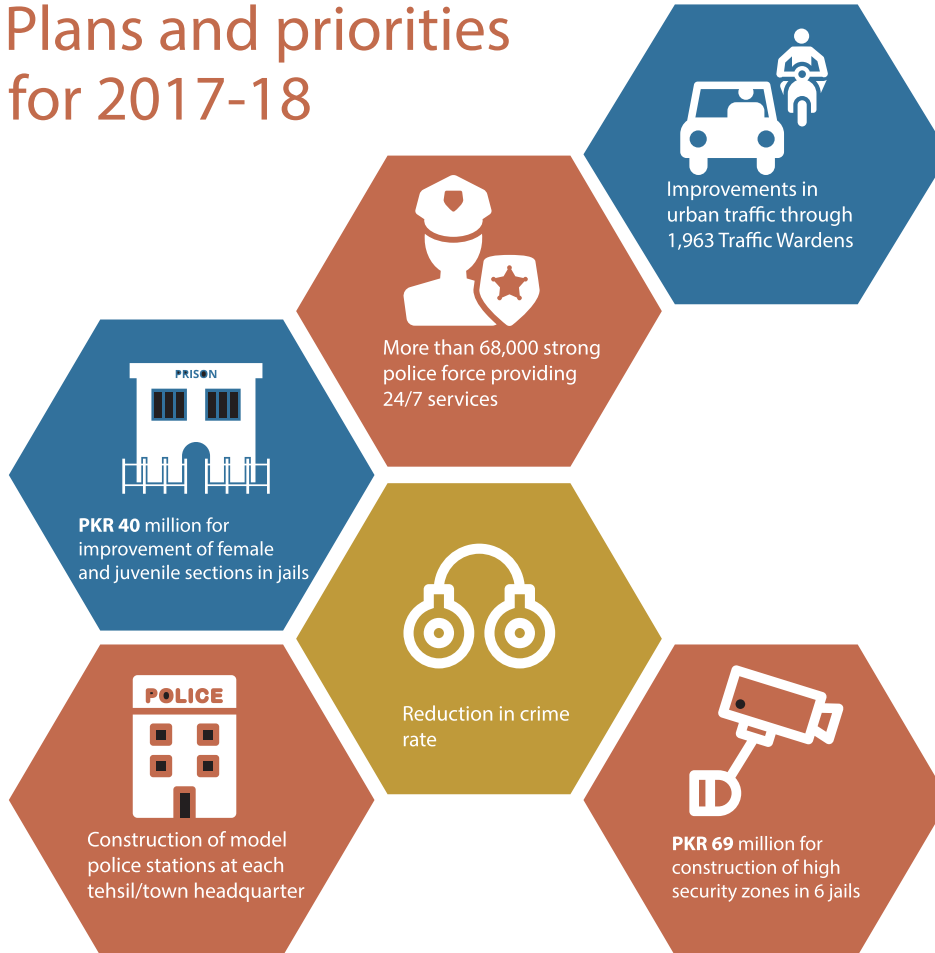 Plans and priorities
for 2017-18
Improvements in
urban traffic through
1,963 Traffic Wardens
More than 68,000 strong
police force providing
24/7 services
PRISON
PKR 40 million for
improvement of female
and juvenile sections in jails
Reduction in crime
rate
POLICE
Construction of model
police stations at each
tehsil/town headquarter
PKR 69 million for
construction of high
security zones in 6 jails